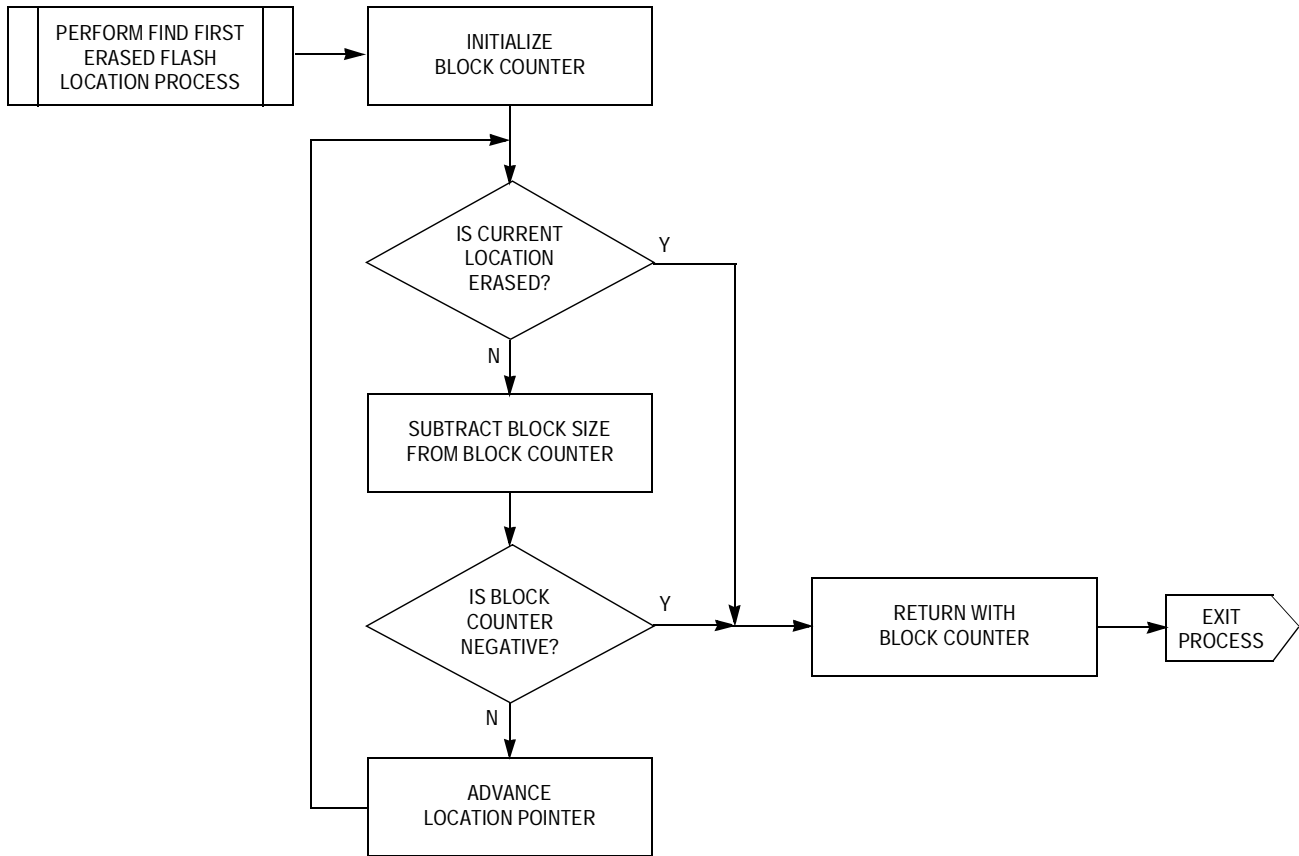 PERFORM FIND FIRST
ERASED FLASH
LOCATION PROCESS
INITIALIZE
BLOCK COUNTER
IS CURRENT
LOCATION
ERASED?
Y
N
SUBTRACT BLOCK SIZE
FROM BLOCK COUNTER
IS BLOCK
COUNTER
NEGATIVE?
Y
N
RETURN WITH
BLOCK COUNTER
EXIT
PROCESS
ADVANCE
LOCATION POINTER